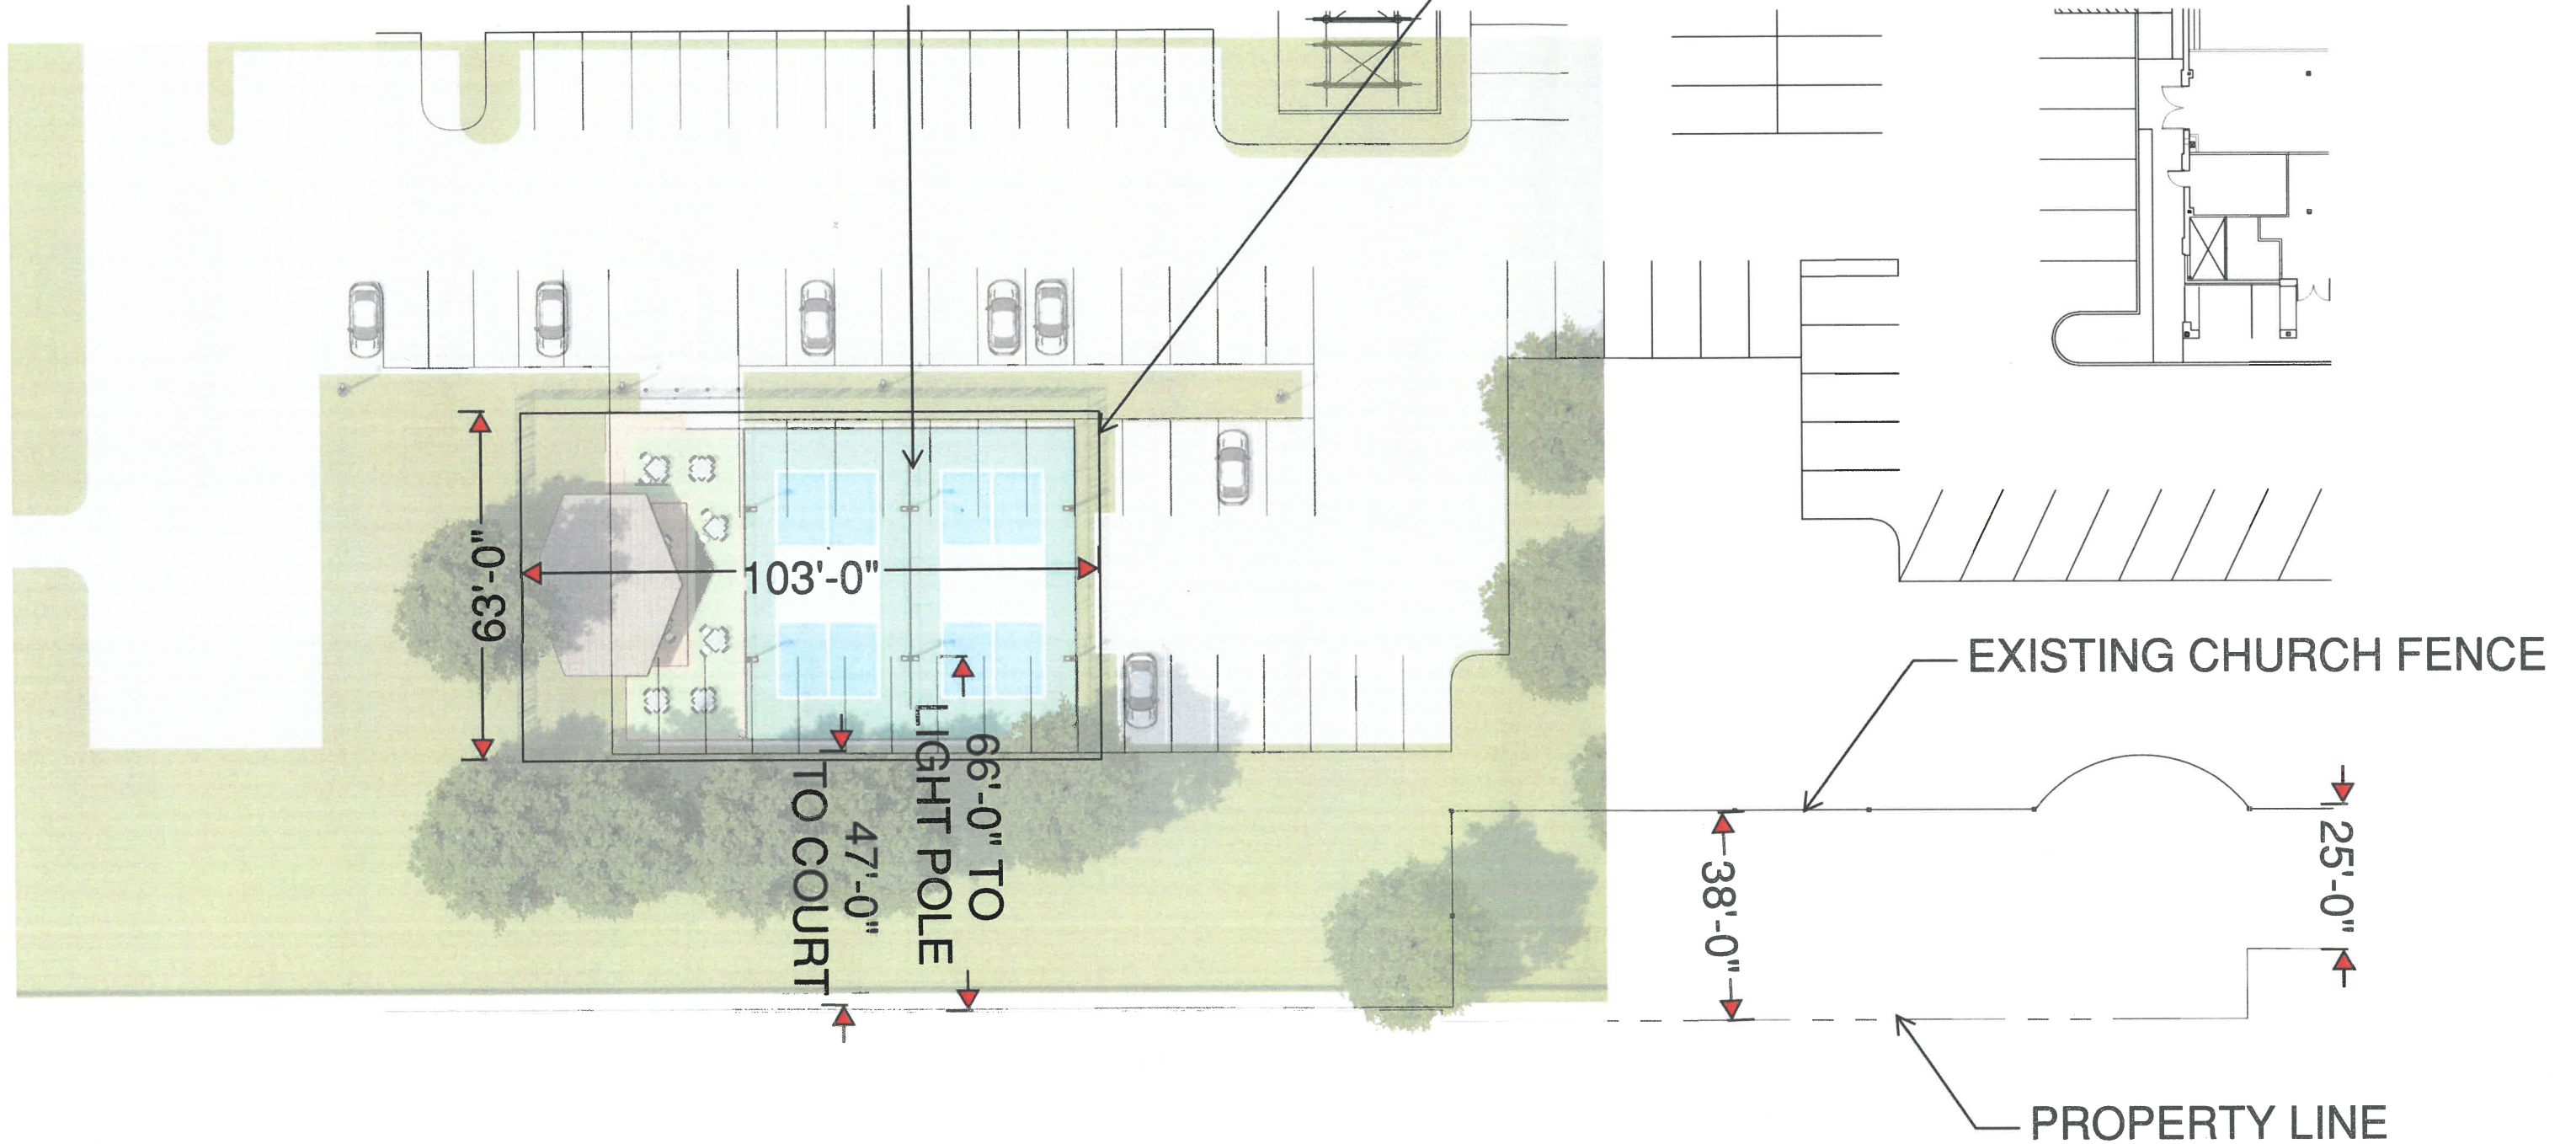 63'-0"
103'-0"
EXISTING CHURCH FENCE
66'-0" TO
LIGHT POLE
47'-0"
TO COURT
38'-0"
25'-0"
PROPERTY LINE